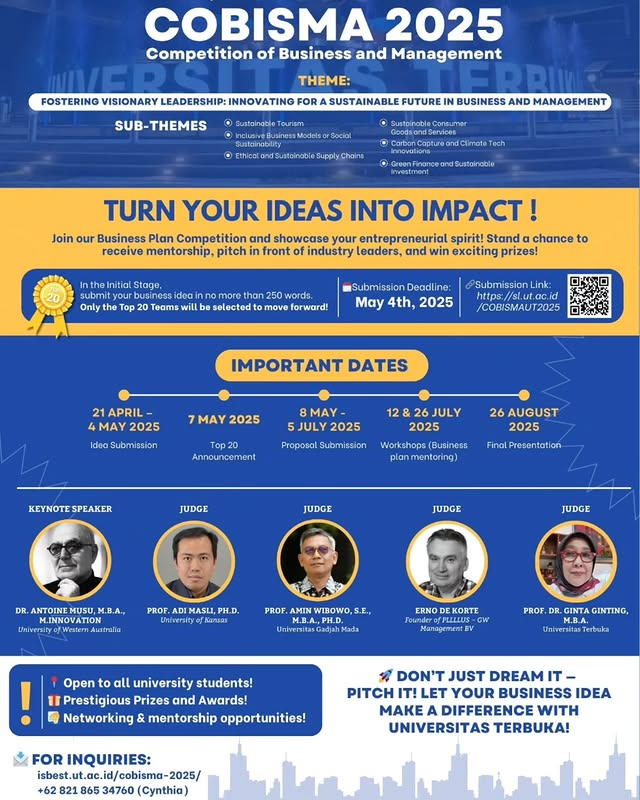 COBISMA 2025
Competition of Business and Management
UNIVERSITAS TERBUKA
THEME:
FOSTERING VISIONARY LEADERSHIP: INNOVATING FOR A SUSTAINABLE FUTURE IN BUSINESS AND MANAGEMENT
SUB-THEMES
Sustainable Tourism
Inclusive Business Models or Social
Sustainability
Ethical and Sustainable Supply Chains
Sustainable Consumer
Goods and Services
Carbon Capture and Climate Tech
Innovations
Green Finance and Sustainable
Investment
TURN YOUR IDEAS INTO IMPACT !
Join our Business Plan Competition and showcase your entrepreneurial spirit! Stand a chance to
receive mentorship, pitch in front of industry leaders, and win exciting prizes!
TOP
20
In the Initial Stage,
submit your business idea in no more than 250 words.
Only the Top 20 Teams will be selected to move forward!
Submission Deadline:
May 4th, 2025
Submission Link:
https://sl.ut.ac.id
/COBISMAUT2025
IMPORTANT DATES
21 APRIL –
4 MAY 2025
Idea Submission
7 MAY 2025
Top 20
Announcement
8 MAY -
5 JULY 2025
Proposal Submission
12 & 26 JULY
2025
Workshops (Business
plan mentoring)
26 AUGUST
2025
Final Presentation
KEYNOTE SPEAKER
DR. ANTOINE MUSU, M.B.A.,
M.INNOVATION
University of Western Australia
JUDGE
PROF. ADI MASLI, PH.D.
University of Kansas
JUDGE
PROF. AMIN WIBOWO, S.E.,
M.B.A., PH.D.
Universitas Gadjah Mada
JUDGE
ERNO DE KORTE
Founder of PLLLLUS – GW
Management BV
JUDGE
PROF. DR. GINTA GINTING,
M.B.A.
Universitas Terbuka
! Open to all university students!
Prestigious Prizes and Awards!
Networking & mentorship opportunities!
🚀 DON'T JUST DREAM IT –
PITCH IT! LET YOUR BUSINESS IDEA
MAKE A DIFFERENCE WITH
UNIVERSITAS TERBUKA!
FOR INQUIRIES:
isbest.ut.ac.id/cobisma-2025/
+62 821 865 34760 (Cynthia)